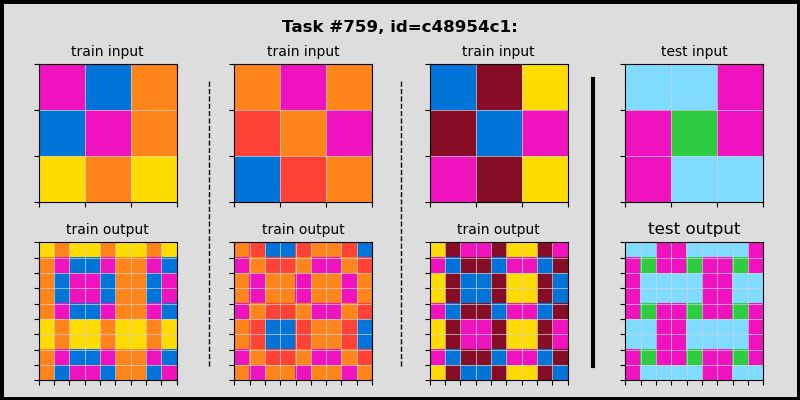 Task #759, id=c48954c1:
train input train input train input test input
train output train output train output test output